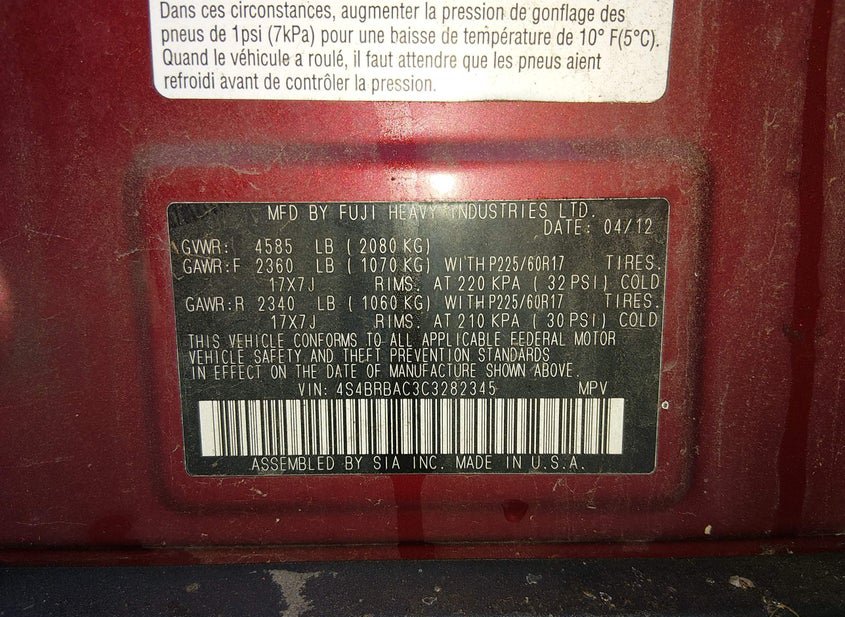 Dans ces circonstances, augmenter la pression de gonflage des
pneus de 1psi (7kPa) pour une baisse de température de 10° F(5°C).
Quand le véhicule a roulé, il faut attendre que les pneus aient
refroidi avant de contrôler la pression.
MFD BY FUJI HEAVY INDUSTRIES LTD.
DATE: 04/12
GVWR: 4585 LB (2080 KG)
GAWR:F 2360 LB (1070 KG) WITH P225/60R17 TIRES.
17X7J RIMS. AT 220 KPA (32 PSI) COLD
GAWR:R 2340 LB (1060 KG) WITH P225/60R17 TIRES.
17X7J RIMS. AT 210 KPA (30 PSI) COLD
THIS VEHICLE CONFORMS TO ALL APPLICABLE FEDERAL MOTOR
VEHICLE SAFETY AND THEFT PREVENTION STANDARDS
IN EFFECT ON THE DATE OF MANUFACTURE SHOWN ABOVE.
VIN: 4S4BRBAC3C3282345 MPV
ASSEMBLED BY SIA INC. MADE IN U.S.A.